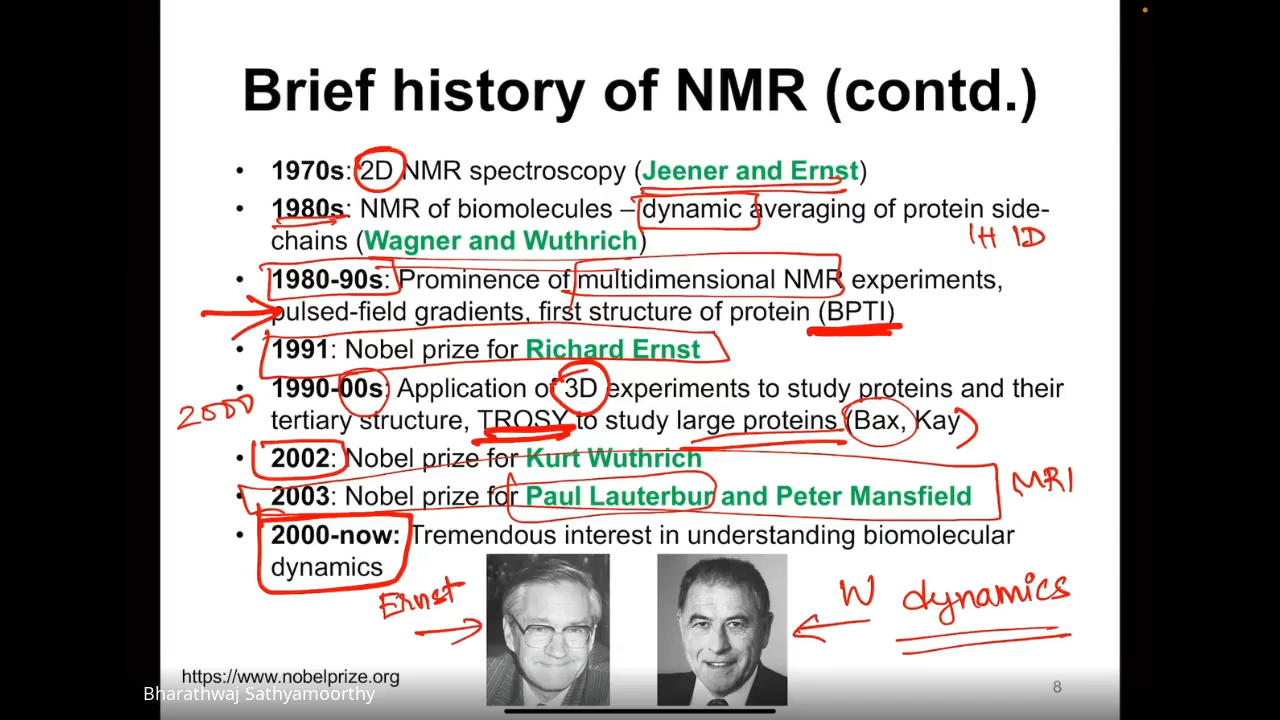 Brief history of NMR (contd.)
• 1970s: 2D NMR spectroscopy (Jeener and Ernst)
• 1980s: NMR of biomolecules – dynamic averaging of protein side-
chains (Wagner and Wuthrich)
1H 1D
• 1980-90s: Prominence of multidimensional NMR experiments,
pulsed-field gradients, first structure of protein (BPTI)
• 1991: Nobel prize for Richard Ernst
• 1990-00s: Application of 3D experiments to study proteins and their
2000
tertiary structure, TROSY to study large proteins (Bax, Kay)
• 2002: Nobel prize for Kurt Wuthrich
• 2003: Nobel prize for Paul Lauterbur and Peter Mansfield
MRI
• 2000-now: Tremendous interest in understanding biomolecular
dynamics
Ernst
W dynamics
https://www.nobelprize.org
Bharathwaj Sathyamoorthy
8